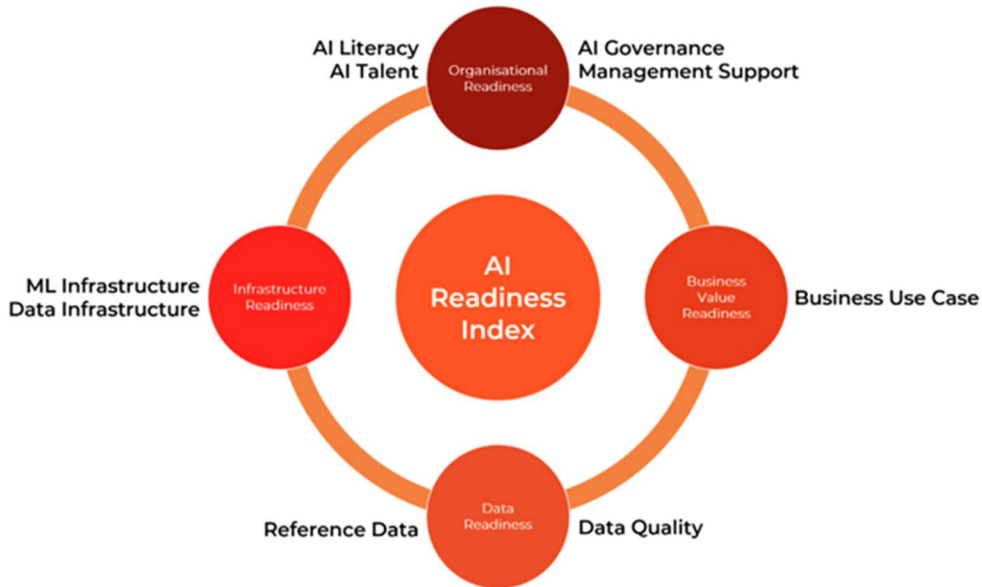 AI Literacy
AI Talent
Organisational
Readiness
AI Governance
Management Support
ML Infrastructure
Data Infrastructure
Infrastructure
Readiness
AI
Readiness
Index
Business
Value
Readiness
Business Use Case
Reference Data
Data
Readiness
Data Quality